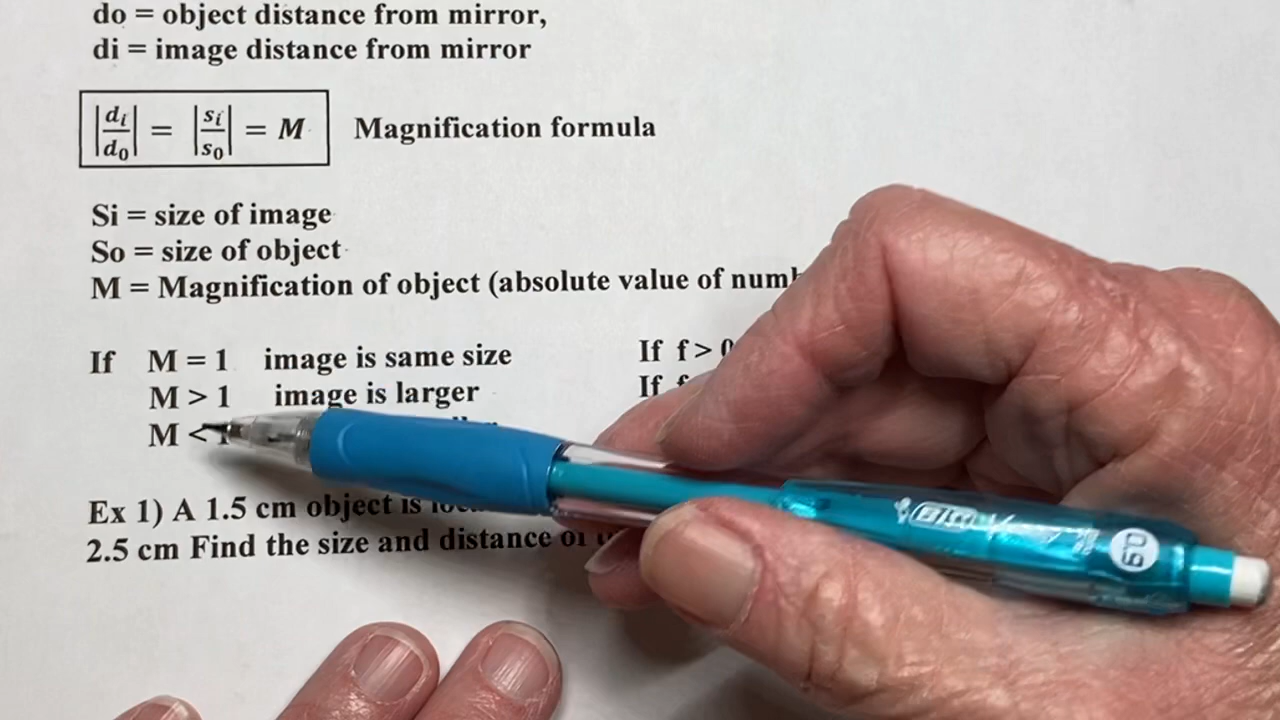 do = object distance from mirror,
di = image distance from mirror
|di/do| = |si/s0| = M Magnification formula
Si = size of image
So = size of object
M = Magnification of object (absolute value of
If M = 1 image is same size If f > 0
M > 1 image is larger If
M <
Ex 1) A 1.5 cm object is
2.5 cm Find the size and distance of
BIC
0.9